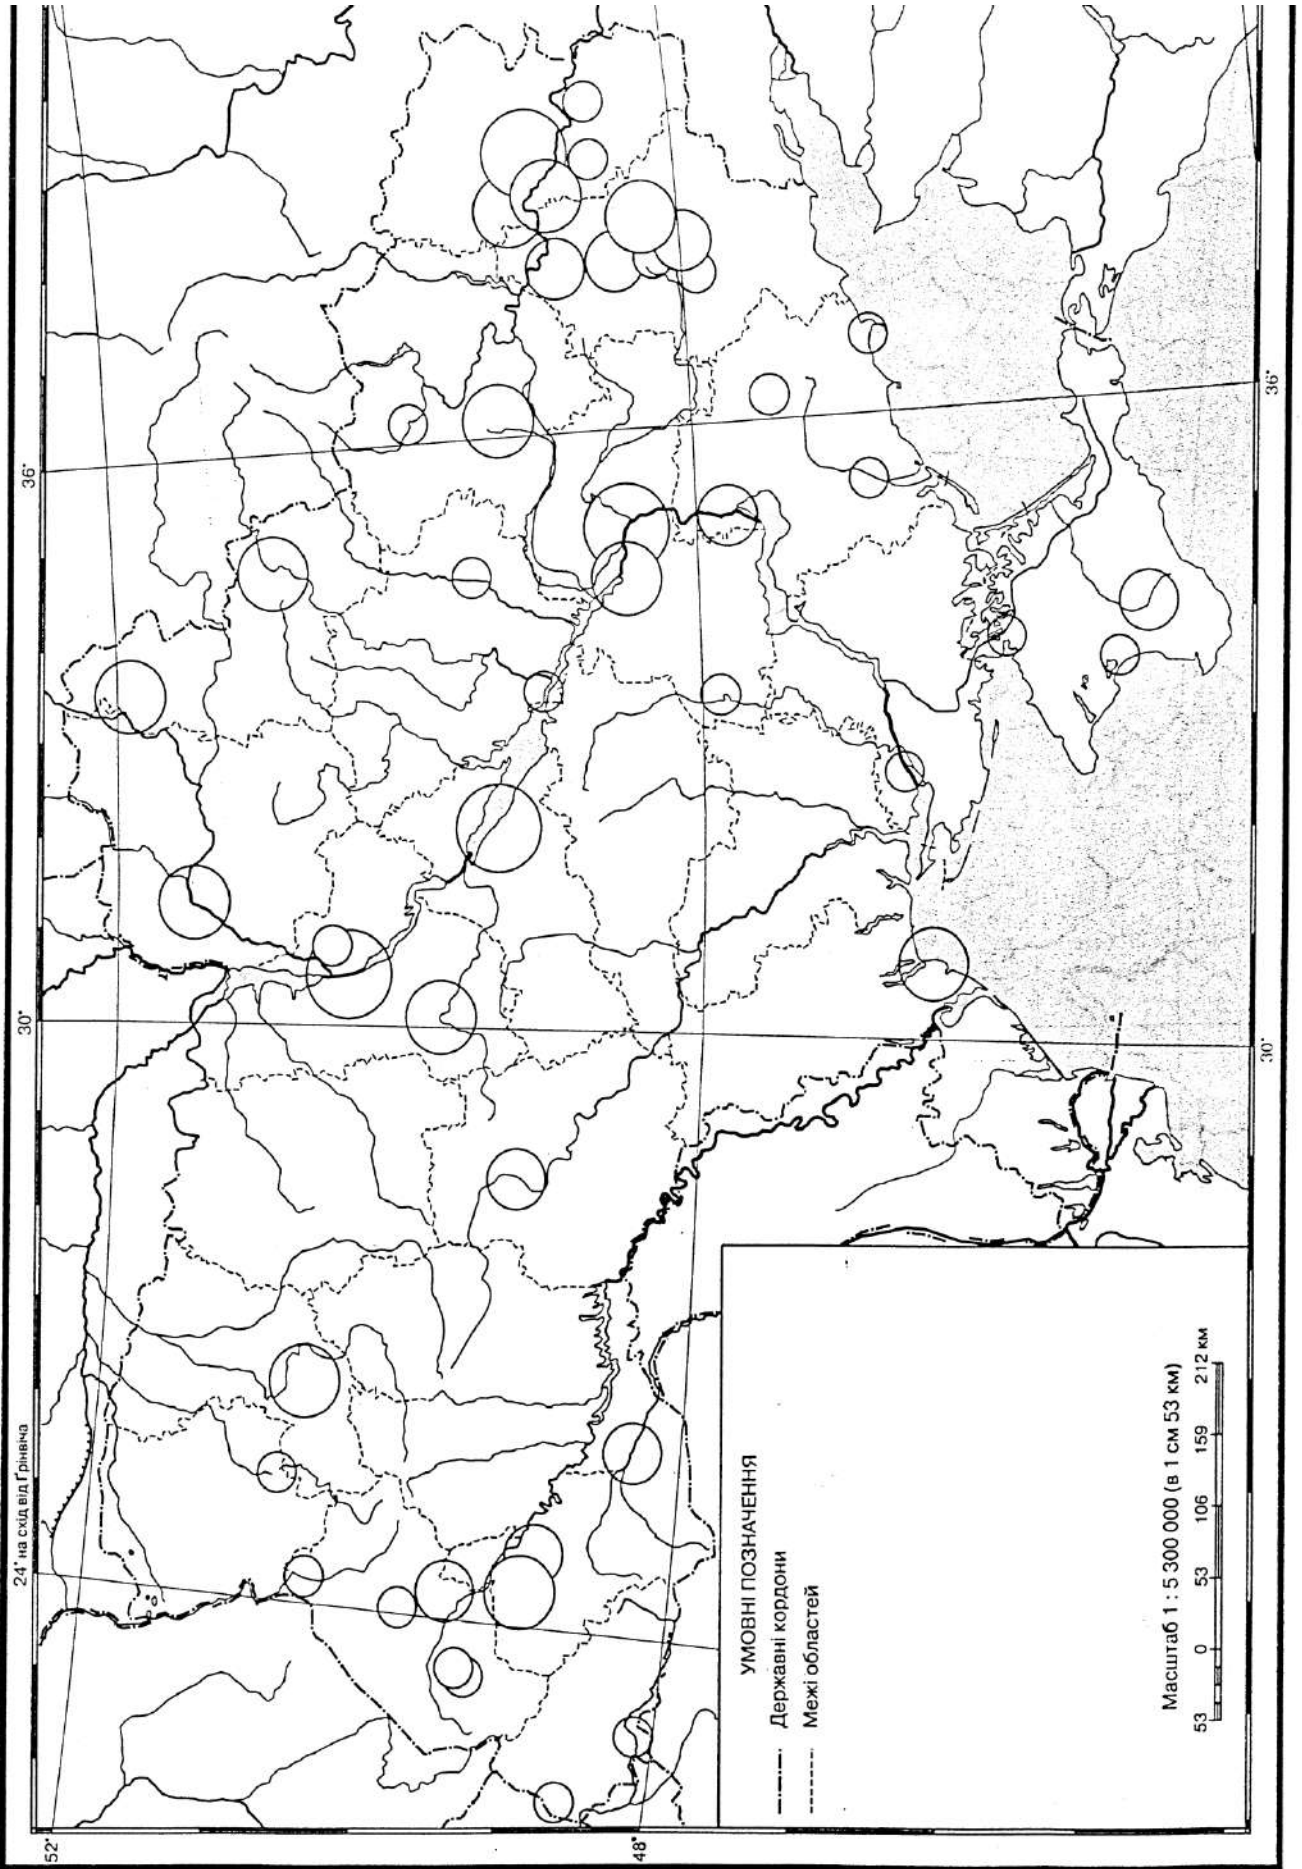 24° на схід від Ґрінвіча
30°
36°
52°
48°
УМОВНІ ПОЗНАЧЕННЯ
Державні кордони
Межі областей
Масштаб 1 : 5 300 000 (в 1 см 53 км)
53 0 53 106 159 212 км
30°
36°